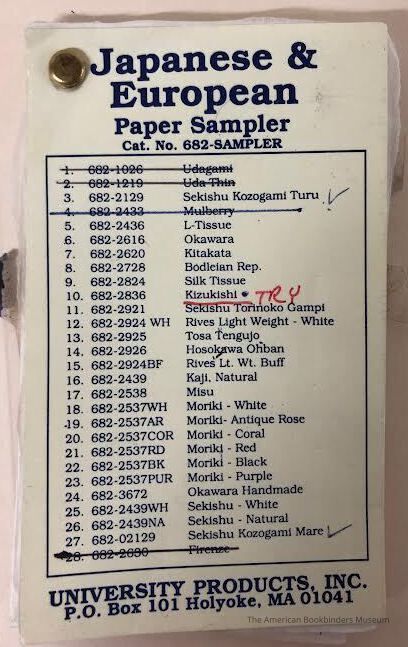 Japanese &
European
Paper Sampler
Cat. No. 682-SAMPLER
1. 682-1026 Udagami
2. 682-1219 Uda Thin
3. 682-2129 Sekishu Kozogami Turu
4. 682-2433 Mulberry
5. 682-2436 L-Tissue
6. 682-2616 Okawara
7. 682-2620 Kitakata
8. 682-2728 Bodleian Rep.
9. 682-2824 Silk Tissue
10. 682-2836 Kizukishi • TRY
11. 682-2921 Sekishu Torinoko Gampi
12. 682-2924 WH Rives Light Weight - White
13. 682-2925 Tosa Tengujo
14. 682-2926 Hosokawa Ohban
15. 682-2924BF Rives Lt. Wt. Buff
16. 682-2439 Kaji, Natural
17. 682-2538 Misu
18. 682-2537WH Moriki - White
19. 682-2537AR Moriki- Antique Rose
20. 682-2537COR Moriki - Coral
21. 682-2537RD Moriki - Red
22. 682-2537BK Moriki - Black
23. 682-2537PUR Moriki - Purple
24. 682-3672 Okawara Handmade
25. 682-2439WH Sekishu - White
26. 682-2439NA Sekishu - Natural
27. 682-02129 Sekishu Kozogami Mare
28. 682-2630 Firenze
UNIVERSITY PRODUCTS, INC.
P.O. Box 101 Holyoke, MA 01041
The American Bookbinders Museum